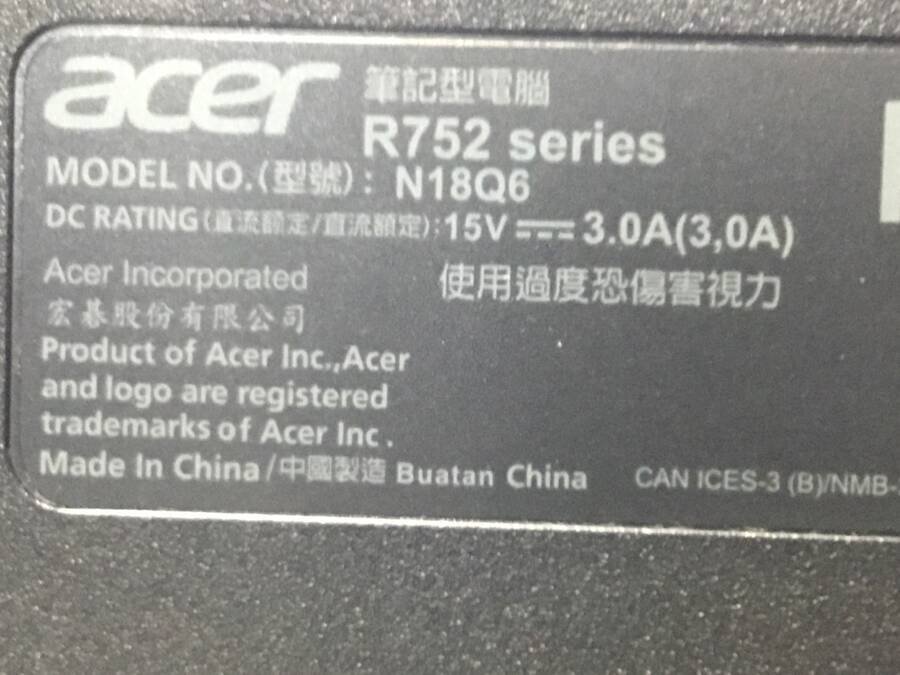 acer 筆記型電腦
R752 series
MODEL NO.(型號): N18Q6
DC RATING(直流額定/直流額定):15V ⎓ 3.0A(3,0A)
Acer Incorporated 使用過度恐傷害視力
宏碁股份有限公司
Product of Acer Inc.,Acer
and logo are registered
trademarks of Acer Inc.
Made In China/中國製造 Buatan China CAN ICES-3 (B)/NMB-